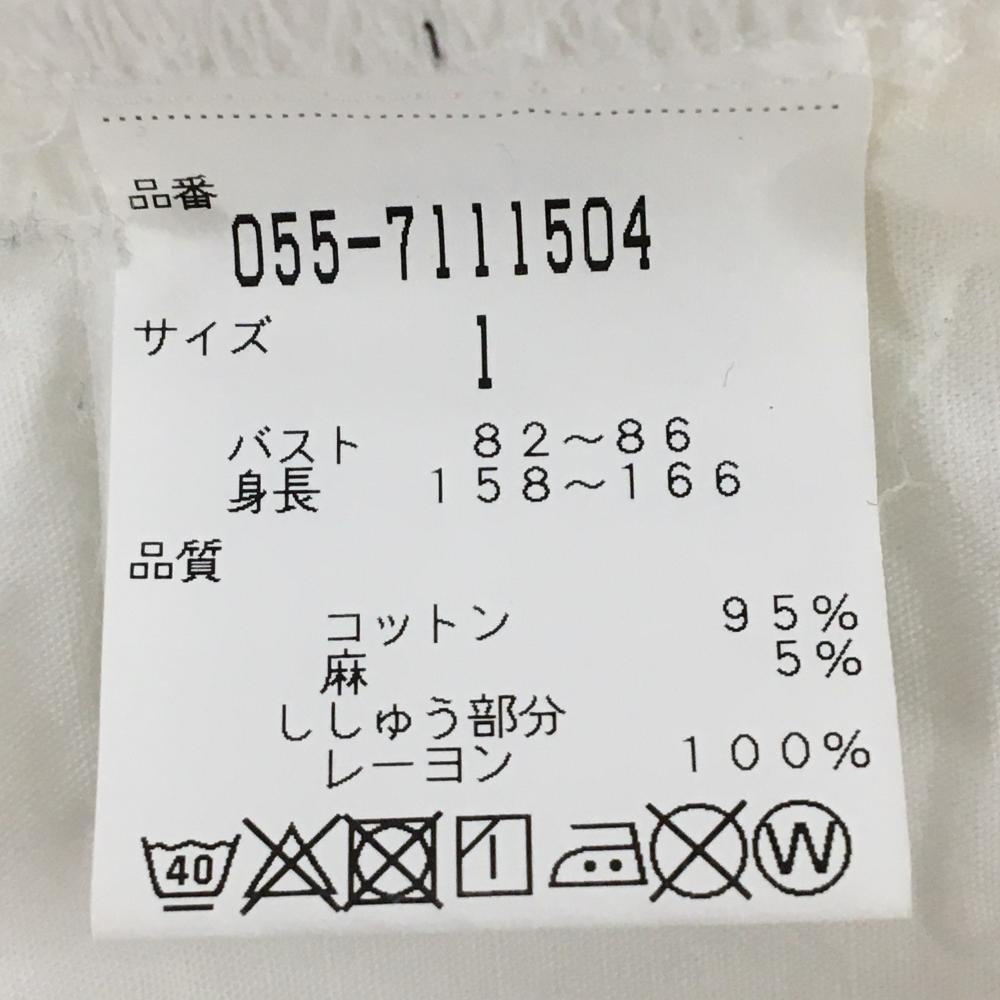 品番
055-7111504
サイズ 1
バスト 82〜86
身長 158〜166
品質
コットン 95%
麻 5%
ししゅう部分
レーヨン 100%
40 W